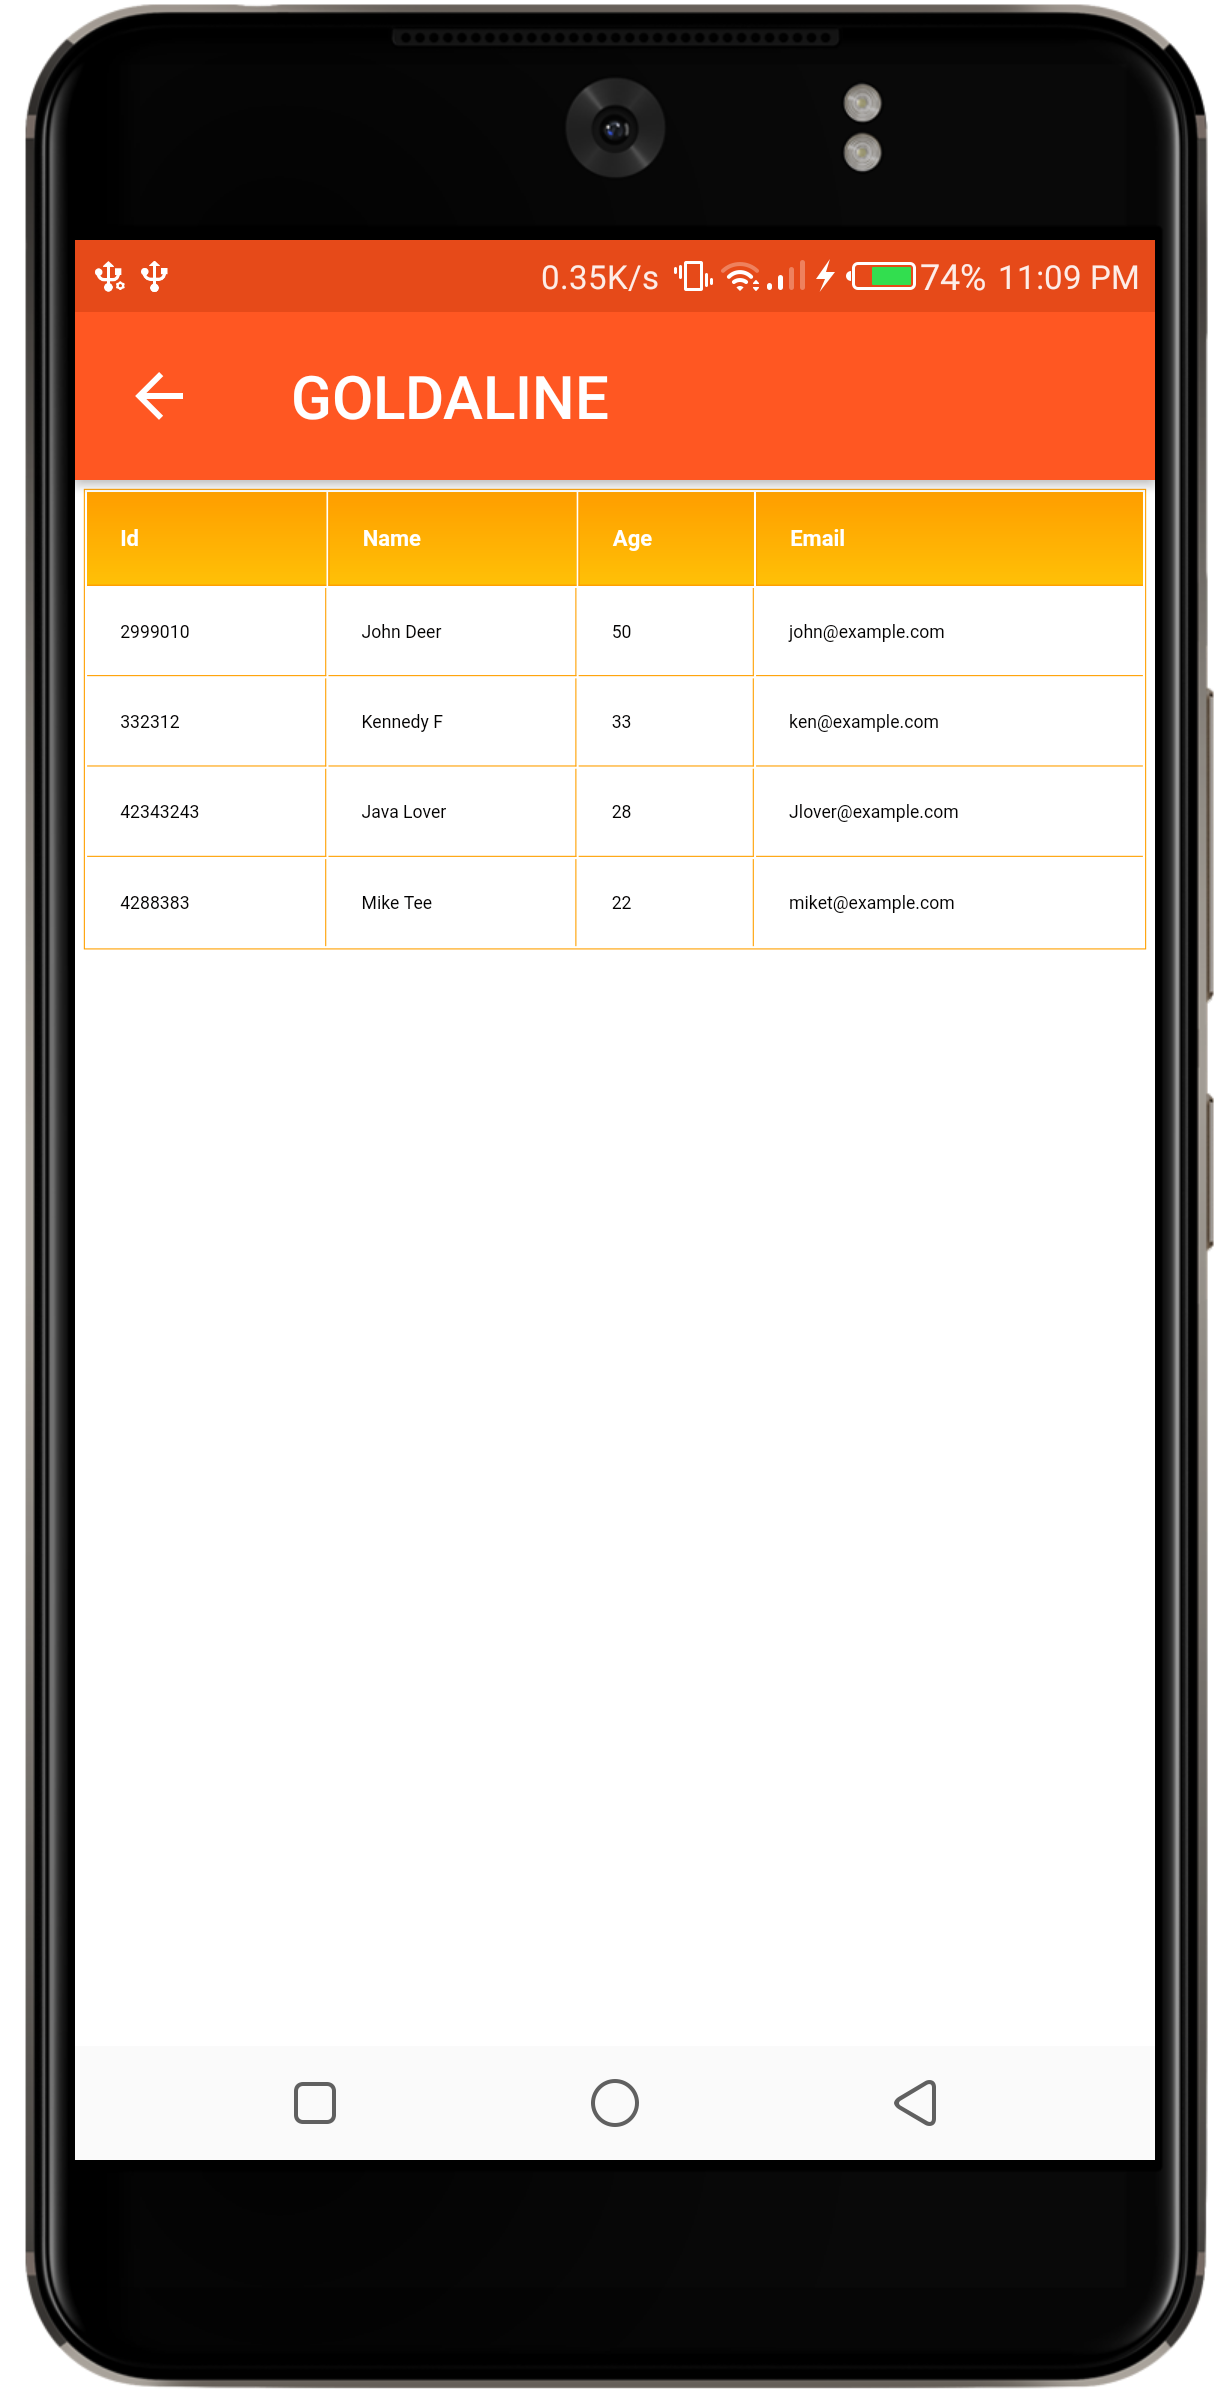 0.35K/s 74% 11:09 PM
GOLDALINE
Id Name Age Email
2999010 John Deer 50 john@example.com
332312 Kennedy F 33 ken@example.com
42343243 Java Lover 28 Jlover@example.com
4288383 Mike Tee 22 miket@example.com